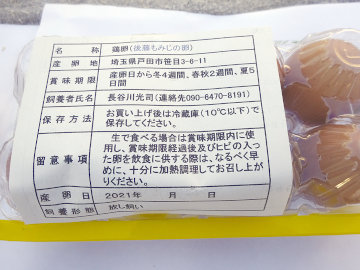 名 称 鶏卵(後藤もみじの卵)
産 卵 地 埼玉県戸田市笹目3-6-11
賞味期限 産卵日から冬4週間、春秋2週間、夏5
日間
飼養者氏名 長谷川光司(連絡先090-6470-8191)
保存方法 お買い上げ後は冷蔵庫(10℃以下)で
保存してください。
留意事項 生で食べる場合は賞味期限内に使
用し、賞味期限経過後及びヒビの入っ
た卵を飲食に供する際は、なるべく早
めに、十分に加熱調理してお召し上が
りください。
産 卵 日 2021年 月 日
飼養形態 放し飼い